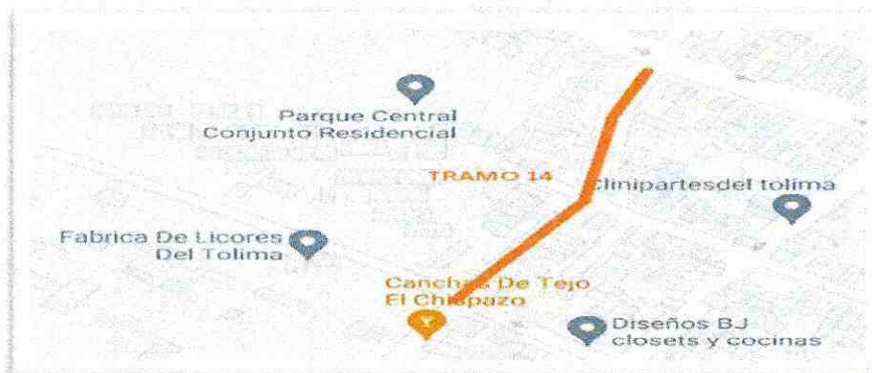 Parque Central
Conjunto Residencial
TRAMO 14
Clinipartesdel tolima
Fabrica De Licores
Del Tolima
Canchas De Tejo
El Chispazo
Diseños BJ
closets y cocinas